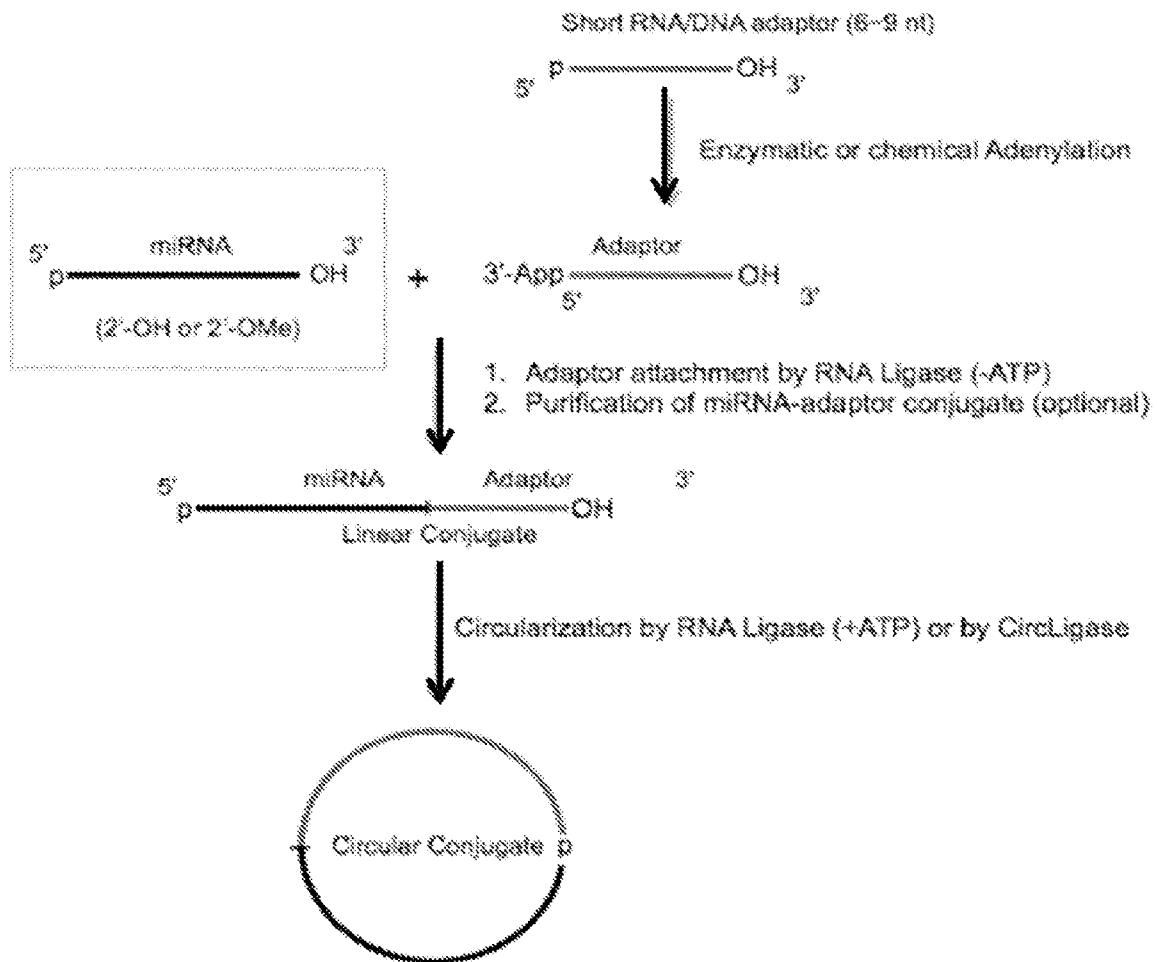 Short RNA/DNA adaptor (6~9 nt)
5' p OH 3'
Enzymatic or chemical Adenylation
5' miRNA 3'
p OH
(2'-OH or 2'-OMe)
+
Adaptor
3'-App OH
5' 3'
1. Adaptor attachment by RNA Ligase (-ATP)
2. Purification of miRNA-adaptor conjugate (optional)
5' miRNA Adaptor 3'
p OH
Linear Conjugate
Circularization by RNA Ligase (+ATP) or by CircLigase
Circular Conjugate p